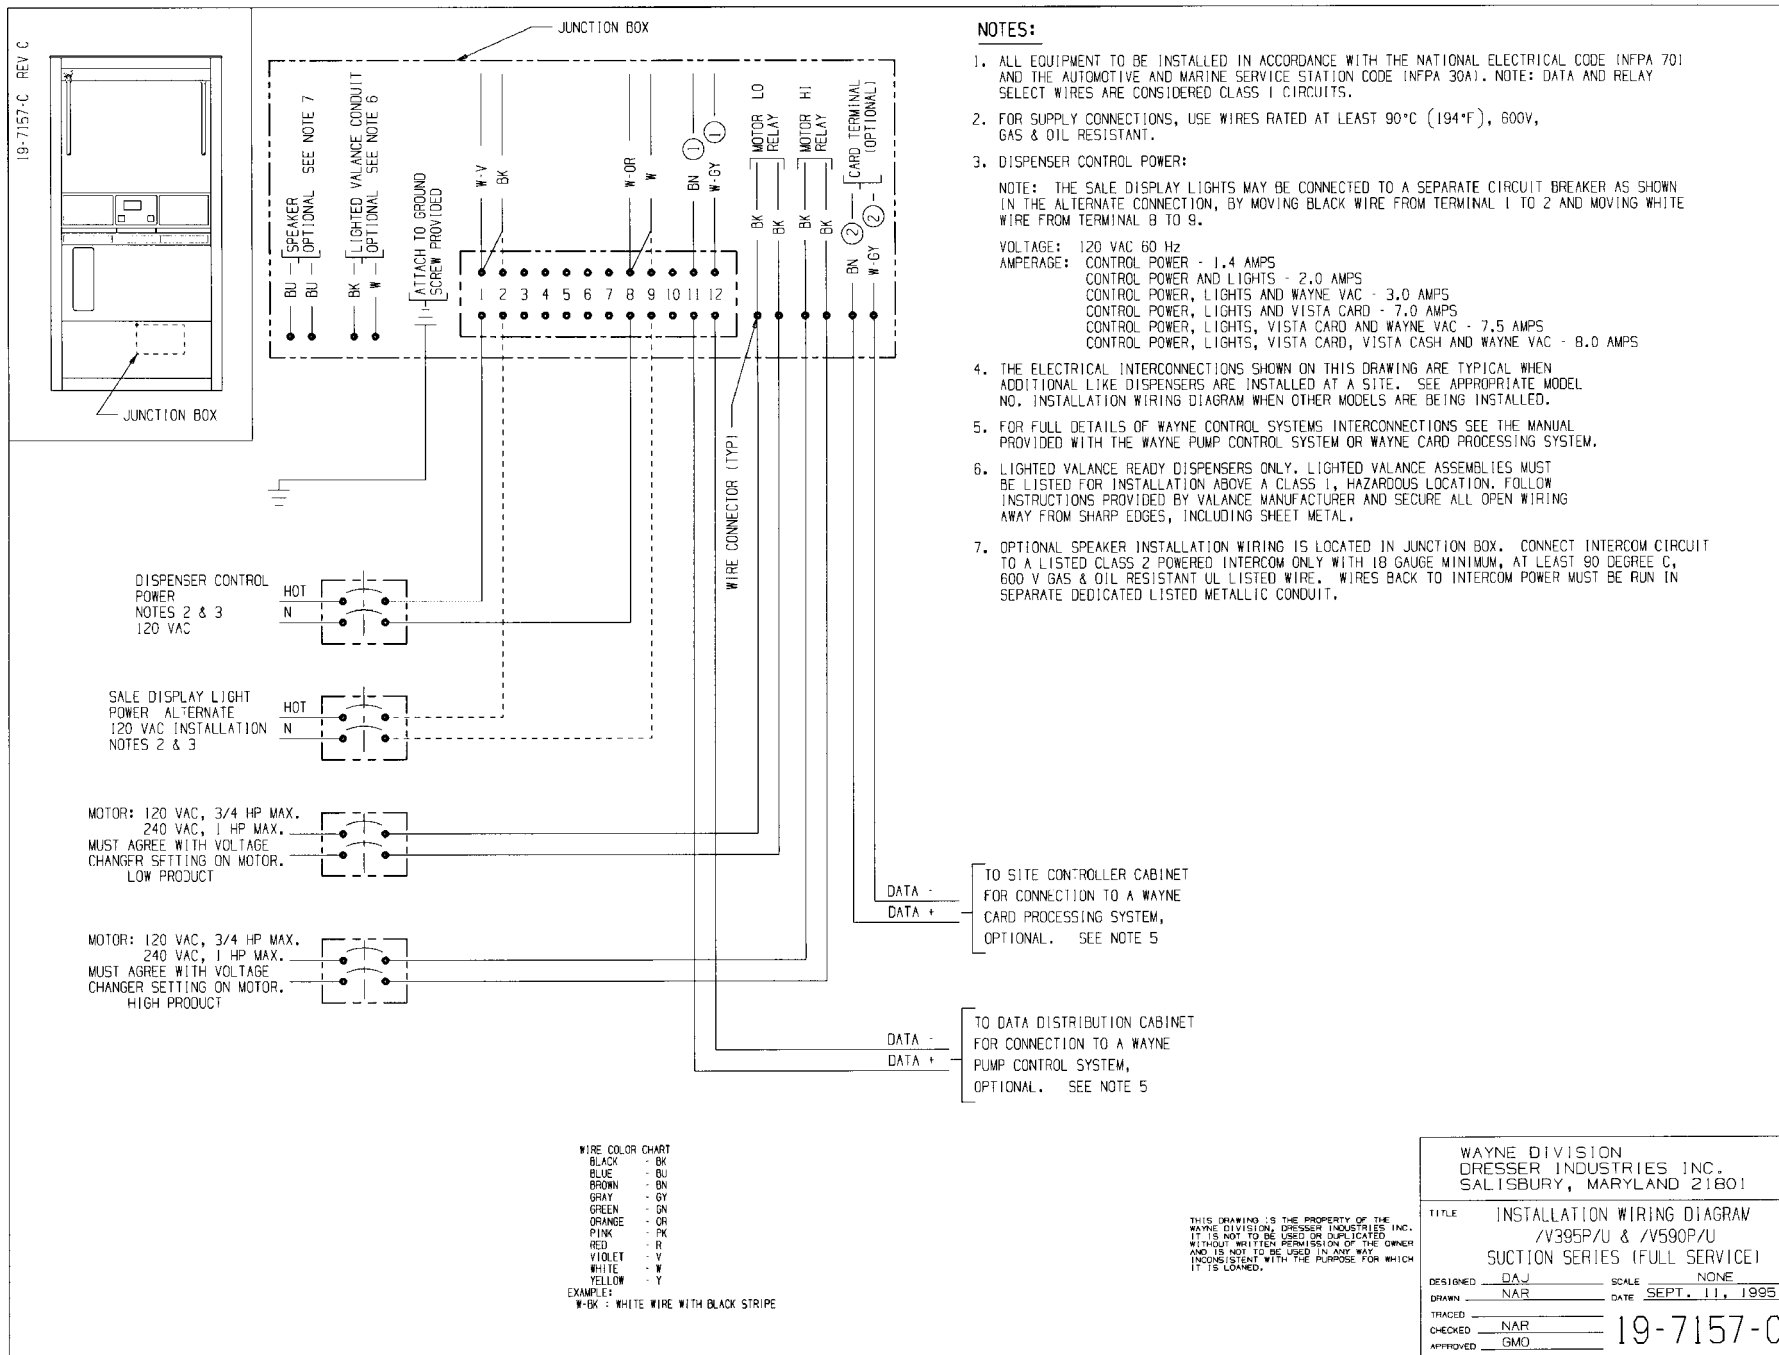 19-7157-C REV C
JUNCTION BOX
JUNCTION BOX
SPEAKER
OPTIONAL SEE NOTE 7
LIGHTED VALANCE CONDUIT
OPTIONAL SEE NOTE 6
ATTACH TO GROUND
SCREW PROVIDED
BU
BU
BK
W
W-V
BK
W-OR
W
BN
1
W-GY
1
MOTOR LO
RELAY
BK
BK
MOTOR HI
RELAY
BK
BK
CARD TERMINAL
(OPTIONAL)
BN
2
W-GY
2
1 2 3 4 5 6 7 8 9 10 11 12
WIRE CONNECTOR (TYP)
DISPENSER CONTROL
POWER
NOTES 2 & 3
120 VAC
HOT
N
SALE DISPLAY LIGHT
POWER ALTERNATE
120 VAC INSTALLATION
NOTES 2 & 3
HOT
N
MOTOR: 120 VAC, 3/4 HP MAX.
240 VAC, 1 HP MAX.
MUST AGREE WITH VOLTAGE
CHANGER SETTING ON MOTOR.
LOW PRODUCT
MOTOR: 120 VAC, 3/4 HP MAX.
240 VAC, 1 HP MAX.
MUST AGREE WITH VOLTAGE
CHANGER SETTING ON MOTOR.
HIGH PRODUCT
DATA -
DATA +
TO SITE CONTROLLER CABINET
FOR CONNECTION TO A WAYNE
CARD PROCESSING SYSTEM,
OPTIONAL. SEE NOTE 5
DATA -
DATA +
TO DATA DISTRIBUTION CABINET
FOR CONNECTION TO A WAYNE
PUMP CONTROL SYSTEM,
OPTIONAL. SEE NOTE 5
NOTES:
1. ALL EQUIPMENT TO BE INSTALLED IN ACCORDANCE WITH THE NATIONAL ELECTRICAL CODE (NFPA 70)
AND THE AUTOMOTIVE AND MARINE SERVICE STATION CODE (NFPA 30A). NOTE: DATA AND RELAY
SELECT WIRES ARE CONSIDERED CLASS 1 CIRCUITS.
2. FOR SUPPLY CONNECTIONS, USE WIRES RATED AT LEAST 90°C (194°F), 600V,
GAS & OIL RESISTANT.
3. DISPENSER CONTROL POWER:
NOTE: THE SALE DISPLAY LIGHTS MAY BE CONNECTED TO A SEPARATE CIRCUIT BREAKER AS SHOWN
IN THE ALTERNATE CONNECTION, BY MOVING BLACK WIRE FROM TERMINAL 1 TO 2 AND MOVING WHITE
WIRE FROM TERMINAL 8 TO 9.
VOLTAGE: 120 VAC 60 Hz
AMPERAGE: CONTROL POWER - 1.4 AMPS
CONTROL POWER AND LIGHTS - 2.0 AMPS
CONTROL POWER, LIGHTS AND WAYNE VAC - 3.0 AMPS
CONTROL POWER, LIGHTS AND VISTA CARD - 7.0 AMPS
CONTROL POWER, LIGHTS, VISTA CARD AND WAYNE VAC - 7.5 AMPS
CONTROL POWER, LIGHTS, VISTA CARD, VISTA CASH AND WAYNE VAC - 8.0 AMPS
4. THE ELECTRICAL INTERCONNECTIONS SHOWN ON THIS DRAWING ARE TYPICAL WHEN
ADDITIONAL LIKE DISPENSERS ARE INSTALLED AT A SITE. SEE APPROPRIATE MODEL
NO. INSTALLATION WIRING DIAGRAM WHEN OTHER MODELS ARE BEING INSTALLED.
5. FOR FULL DETAILS OF WAYNE CONTROL SYSTEMS INTERCONNECTIONS SEE THE MANUAL
PROVIDED WITH THE WAYNE PUMP CONTROL SYSTEM OR WAYNE CARD PROCESSING SYSTEM.
6. LIGHTED VALANCE READY DISPENSERS ONLY. LIGHTED VALANCE ASSEMBLIES MUST
BE LISTED FOR INSTALLATION ABOVE A CLASS 1, HAZARDOUS LOCATION. FOLLOW
INSTRUCTIONS PROVIDED BY VALANCE MANUFACTURER AND SECURE ALL OPEN WIRING
AWAY FROM SHARP EDGES, INCLUDING SHEET METAL.
7. OPTIONAL SPEAKER INSTALLATION WIRING IS LOCATED IN JUNCTION BOX. CONNECT INTERCOM CIRCUIT
TO A LISTED CLASS 2 POWERED INTERCOM ONLY WITH 18 GAUGE MINIMUM, AT LEAST 90 DEGREE C,
600 V GAS & OIL RESISTANT UL LISTED WIRE. WIRES BACK TO INTERCOM POWER MUST BE RUN IN
SEPARATE DEDICATED LISTED METALLIC CONDUIT.
WIRE COLOR CHART
BLACK - BK
BLUE - BU
BROWN - BN
GRAY - GY
GREEN - GN
ORANGE - OR
PINK - PK
RED - R
VIOLET - V
WHITE - W
YELLOW - Y
EXAMPLE:
W-BK : WHITE WIRE WITH BLACK STRIPE
THIS DRAWING IS THE PROPERTY OF THE
WAYNE DIVISION, DRESSER INDUSTRIES INC.
IT IS NOT TO BE USED OR DUPLICATED
WITHOUT WRITTEN PERMISSION OF THE OWNER
AND IS NOT TO BE USED IN ANY WAY
INCONSISTENT WITH THE PURPOSE FOR WHICH
IT IS LOANED.
WAYNE DIVISION
DRESSER INDUSTRIES INC.
SALISBURY, MARYLAND 21801
TITLE INSTALLATION WIRING DIAGRAM
/V395P/U & /V590P/U
SUCTION SERIES (FULL SERVICE)
DESIGNED DAJ SCALE NONE
DRAWN NAR DATE SEPT. 11, 1995
TRACED
CHECKED NAR
APPROVED GMO
19-7157-C